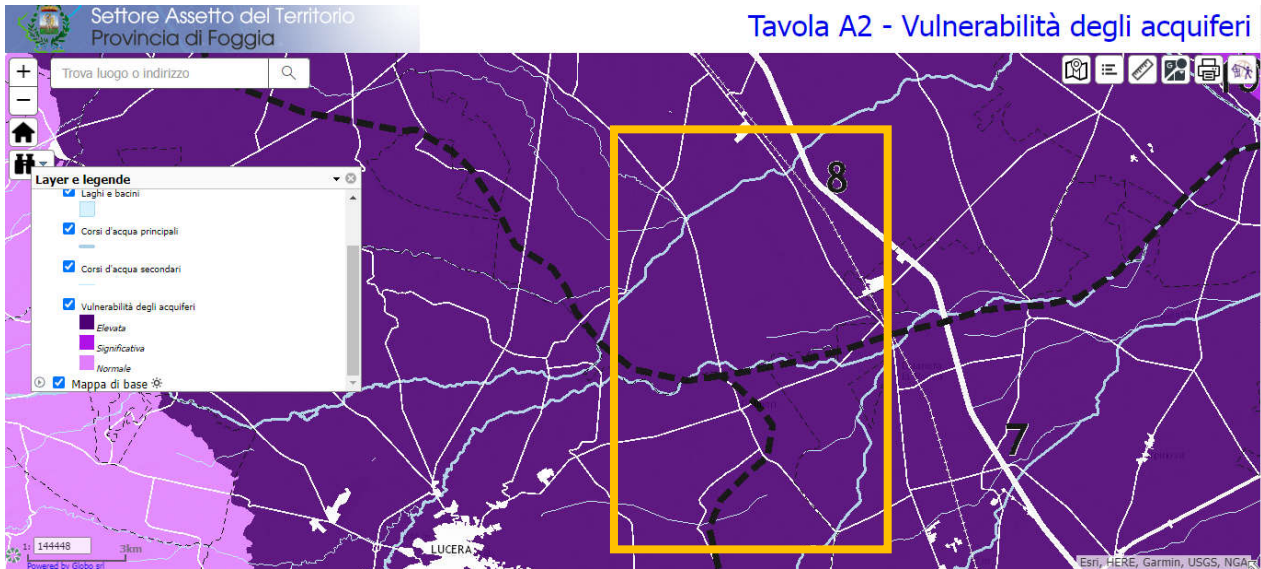 Settore Assetto del Territorio
Provincia di Foggia
Tavola A2 - Vulnerabilità degli acquiferi
Trova luogo o indirizzo
Layer e legende
Laghi e bacini
Corsi d'acqua principali
Corsi d'acqua secondari
Vulnerabilità degli acquiferi
Elevata
Significativa
Normale
Mappa di base
8
7
LUCERA
1: 144448
3km
Powered by Globo srl
Esri, HERE, Garmin, USGS, NGA